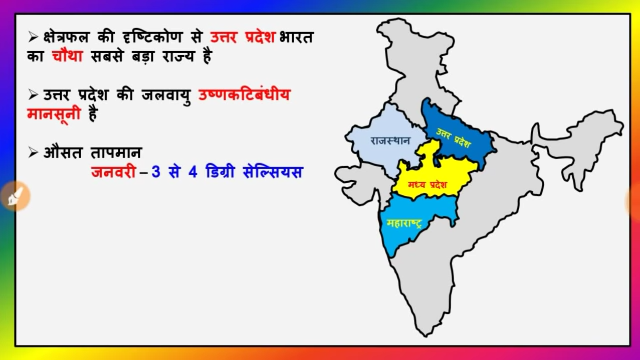 ➢ क्षेत्रफल की दृष्टिकोण से उत्तर प्रदेश भारत
का चौथा सबसे बड़ा राज्य है
➢ उत्तर प्रदेश की जलवायु उष्णकटिबंधीय
मानसूनी है
➢ औसत तापमान
जनवरी – 3 से 4 डिग्री सेल्सियस
राजस्थान
उत्तर प्रदेश
मध्य प्रदेश
महाराष्ट्र